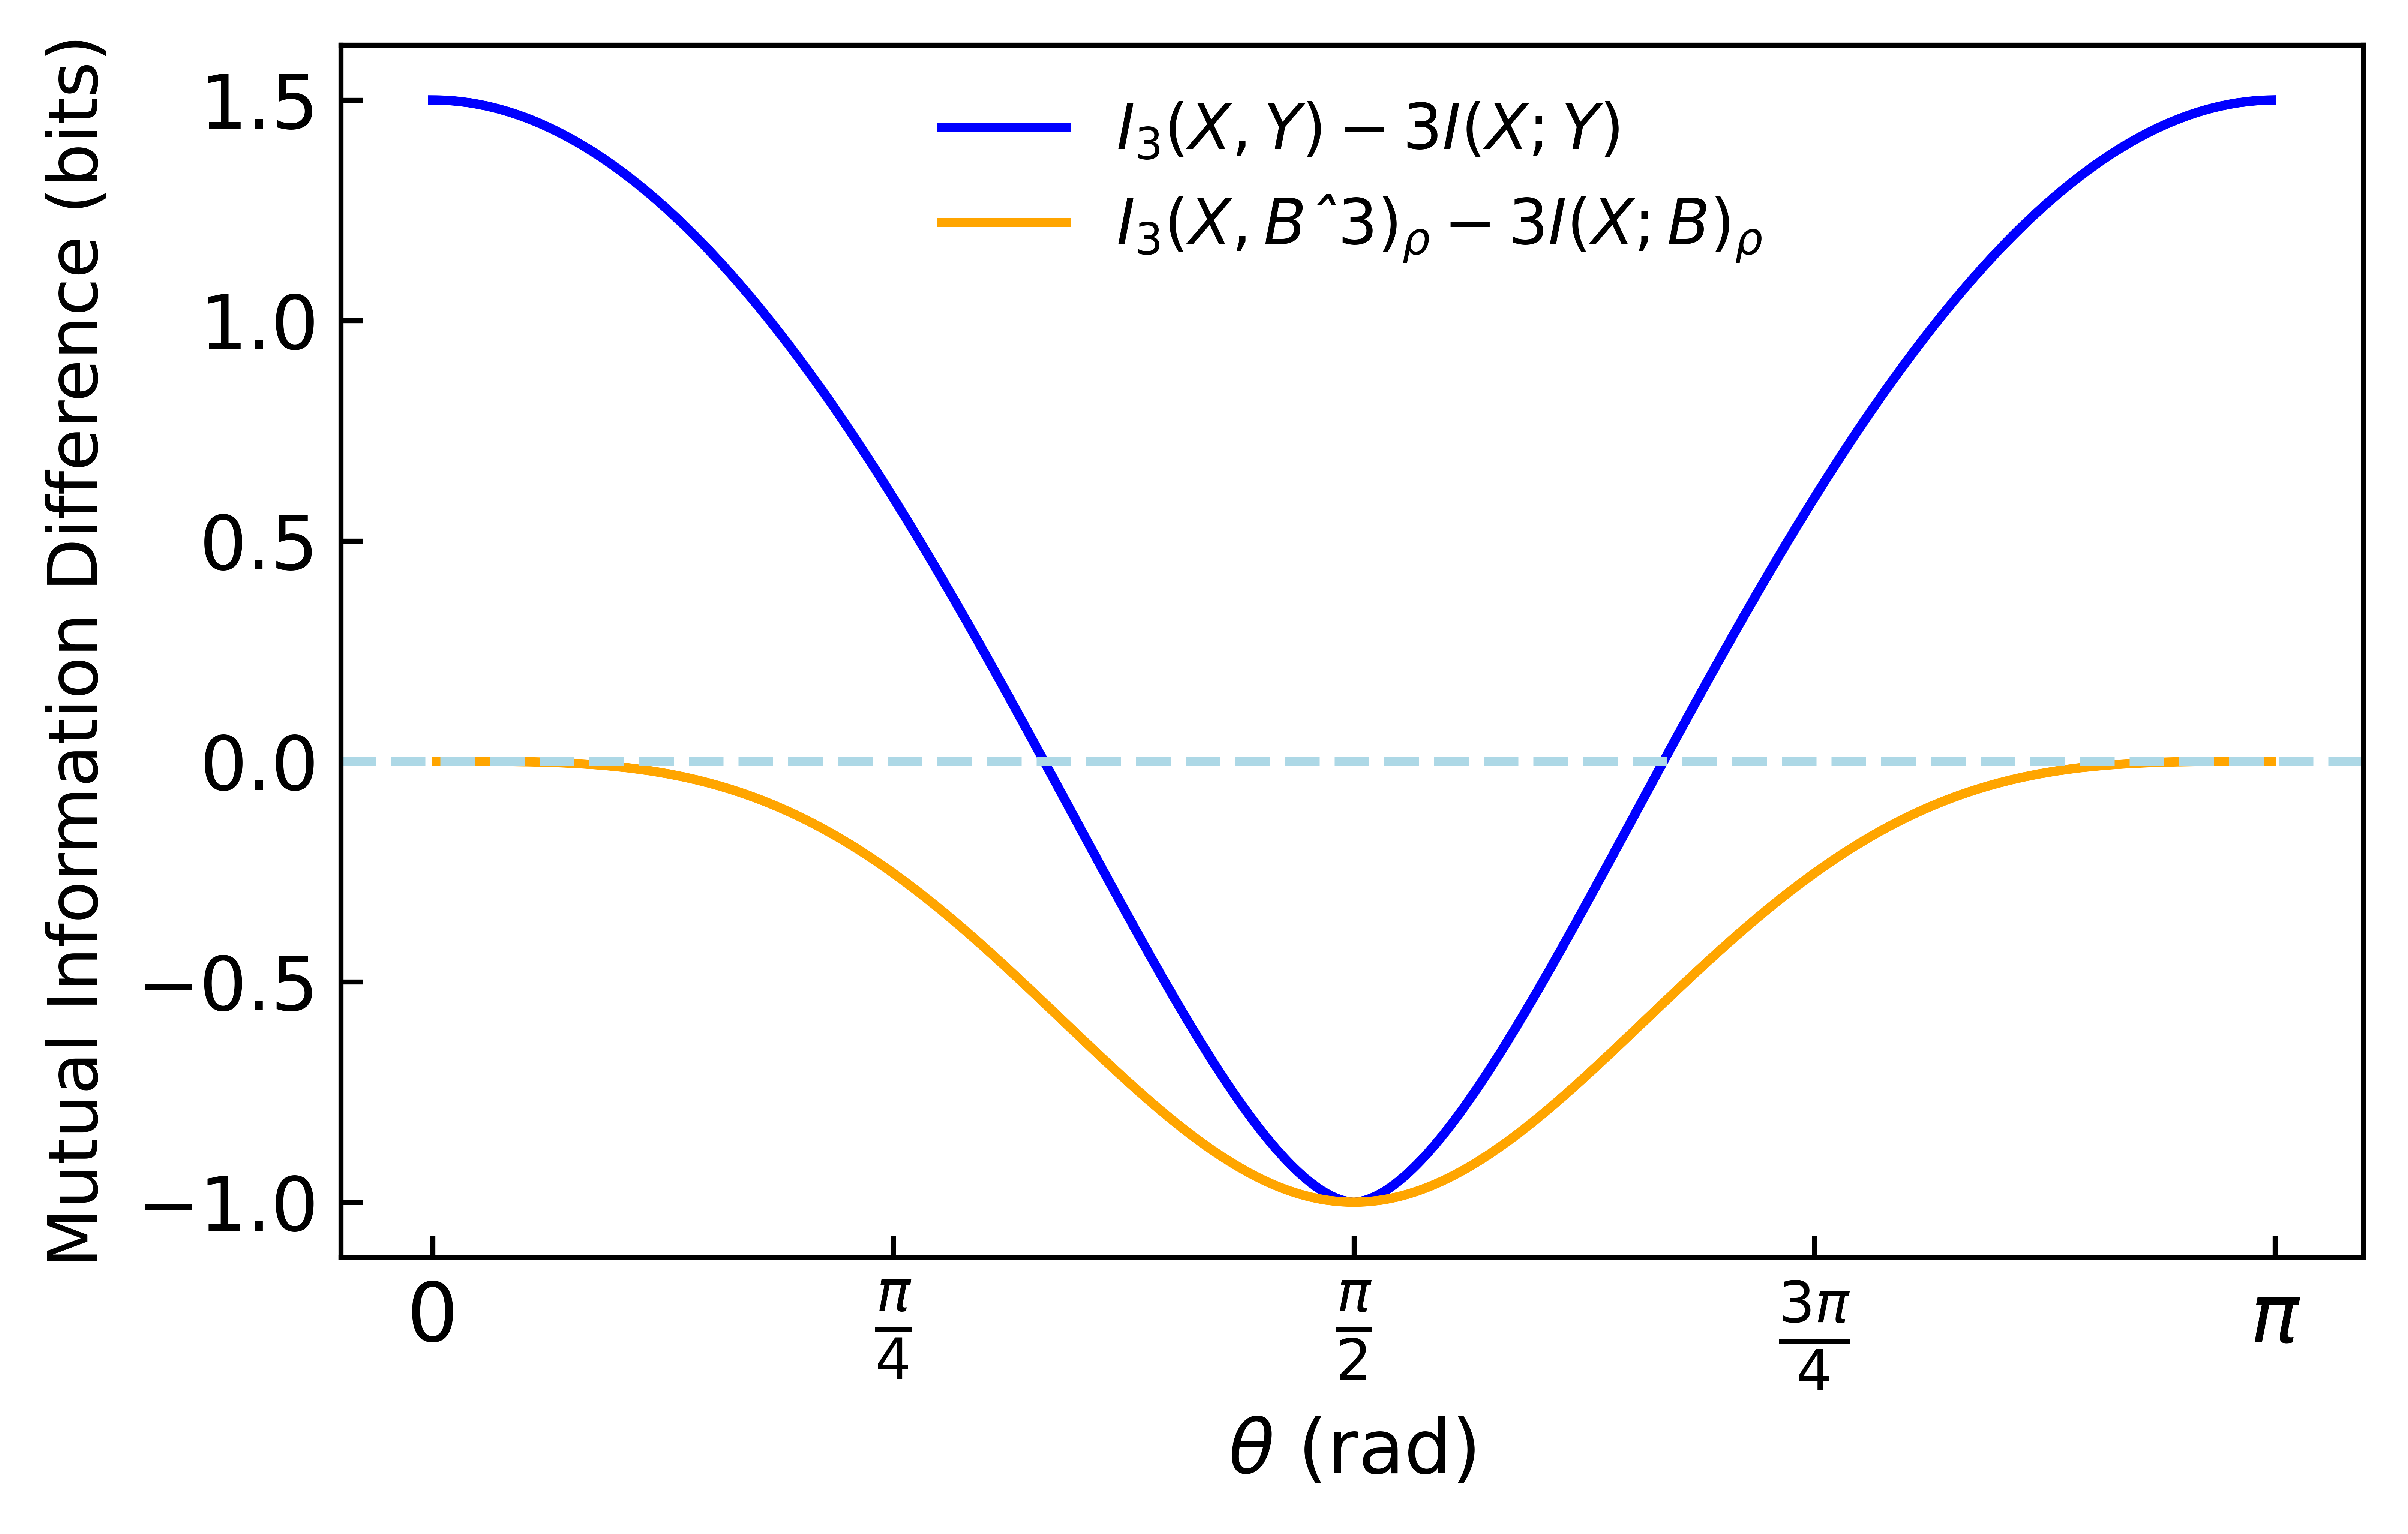 Mutual Information Difference (bits)
1.5
1.0
0.5
0.0
−0.5
−1.0
I₃(X, Y) − 3I(X; Y)
I₃(X, B^3)ᵨ − 3I(X; B)ᵨ
0
π/4
π/2
3π/4
π
θ (rad)